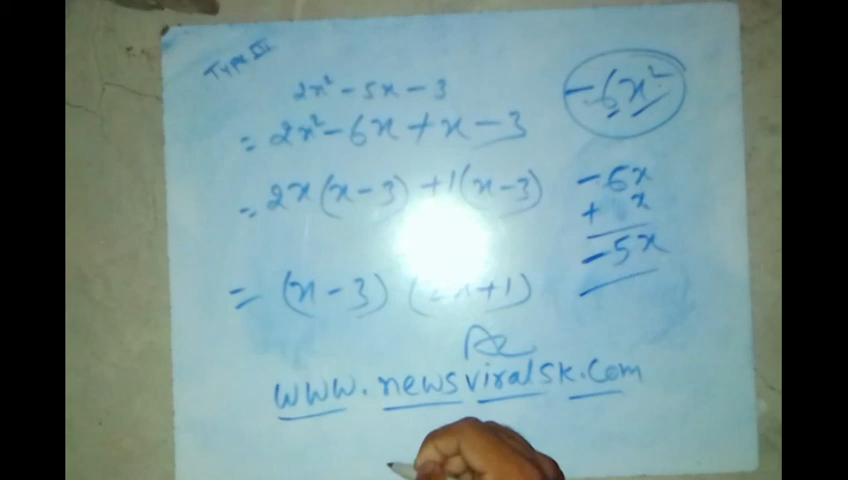 Type III
2x² - 5x - 3
= 2x² - 6x + x - 3
= 2x(x - 3) + 1(x - 3)
= (x - 3) ( x + 1)
www.newsviralsk.com
- 6x²
- 6x
+ x
- 5x